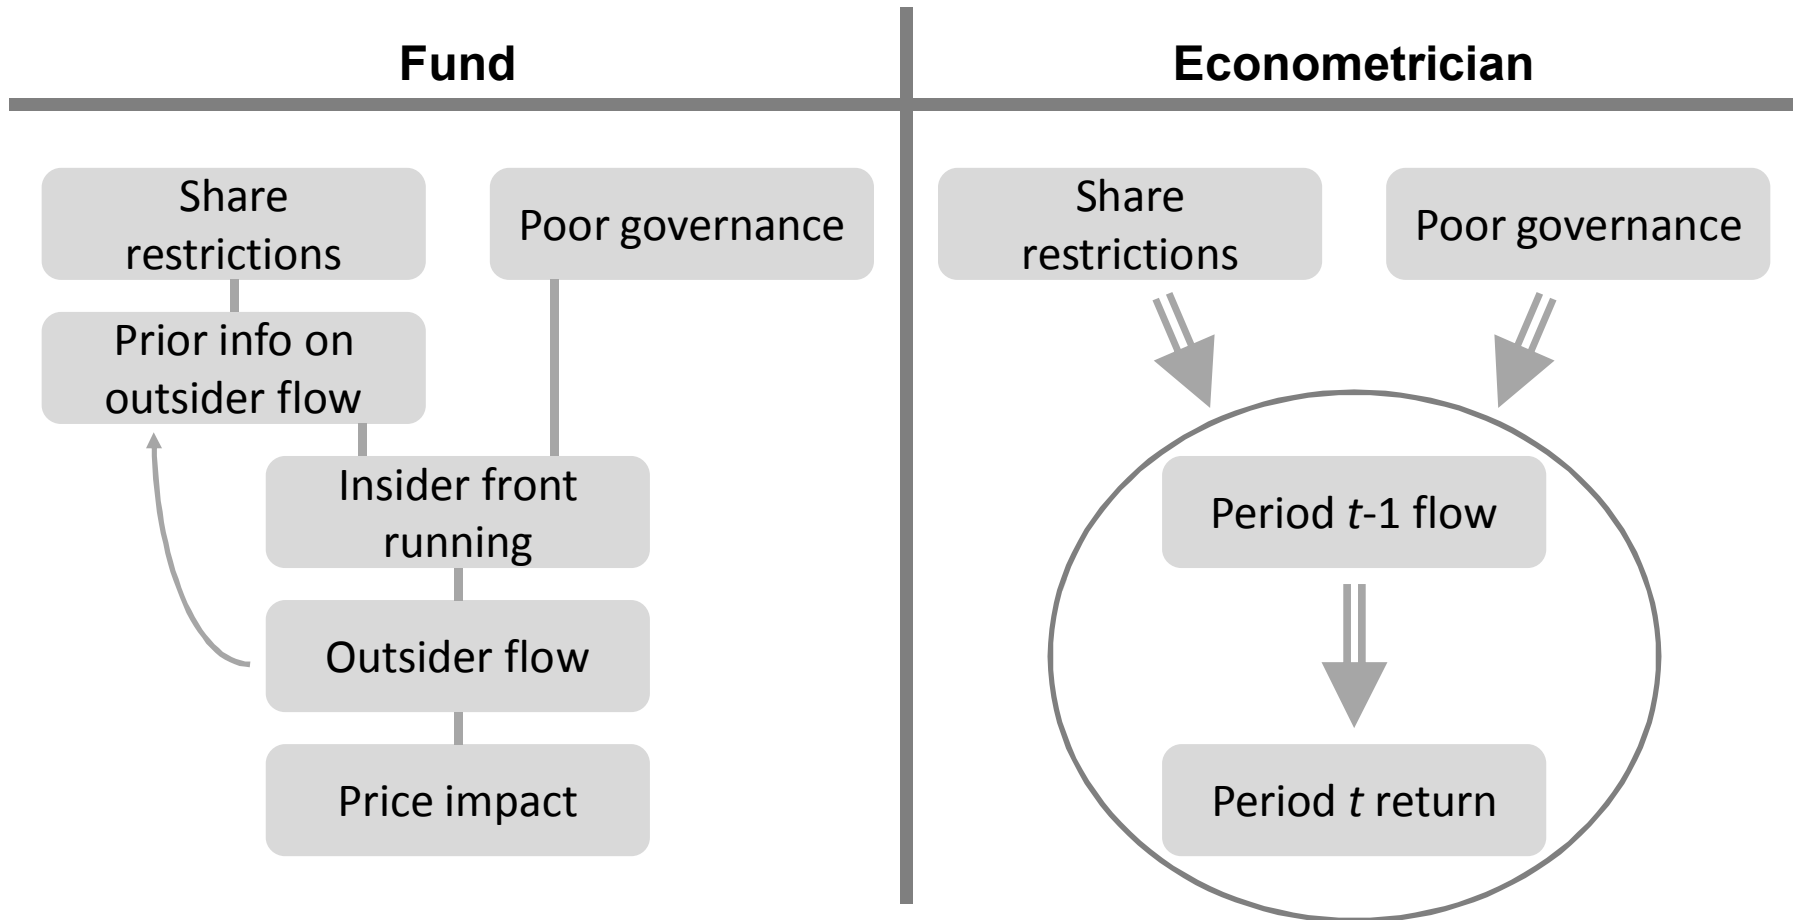 Fund
Share
restrictions
Poor governance
Prior info on
outsider flow
Insider front
running
Outsider flow
Price impact
Econometrician
Share
restrictions
Poor governance
Period t-1 flow
Period t return